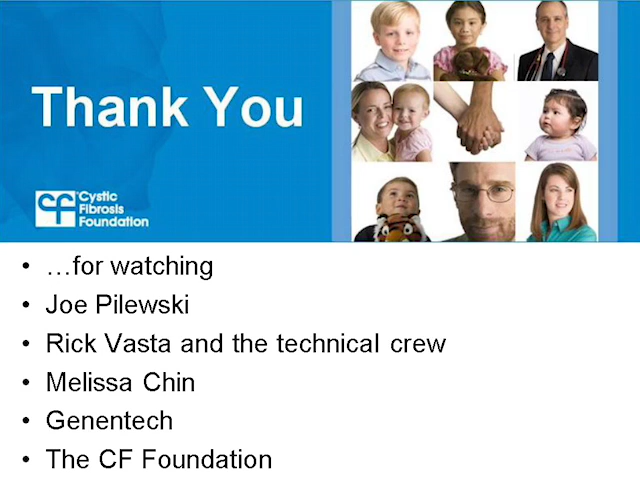 Thank You
CF
Cystic
Fibrosis
Foundation
• …for watching
• Joe Pilewski
• Rick Vasta and the technical crew
• Melissa Chin
• Genentech
• The CF Foundation